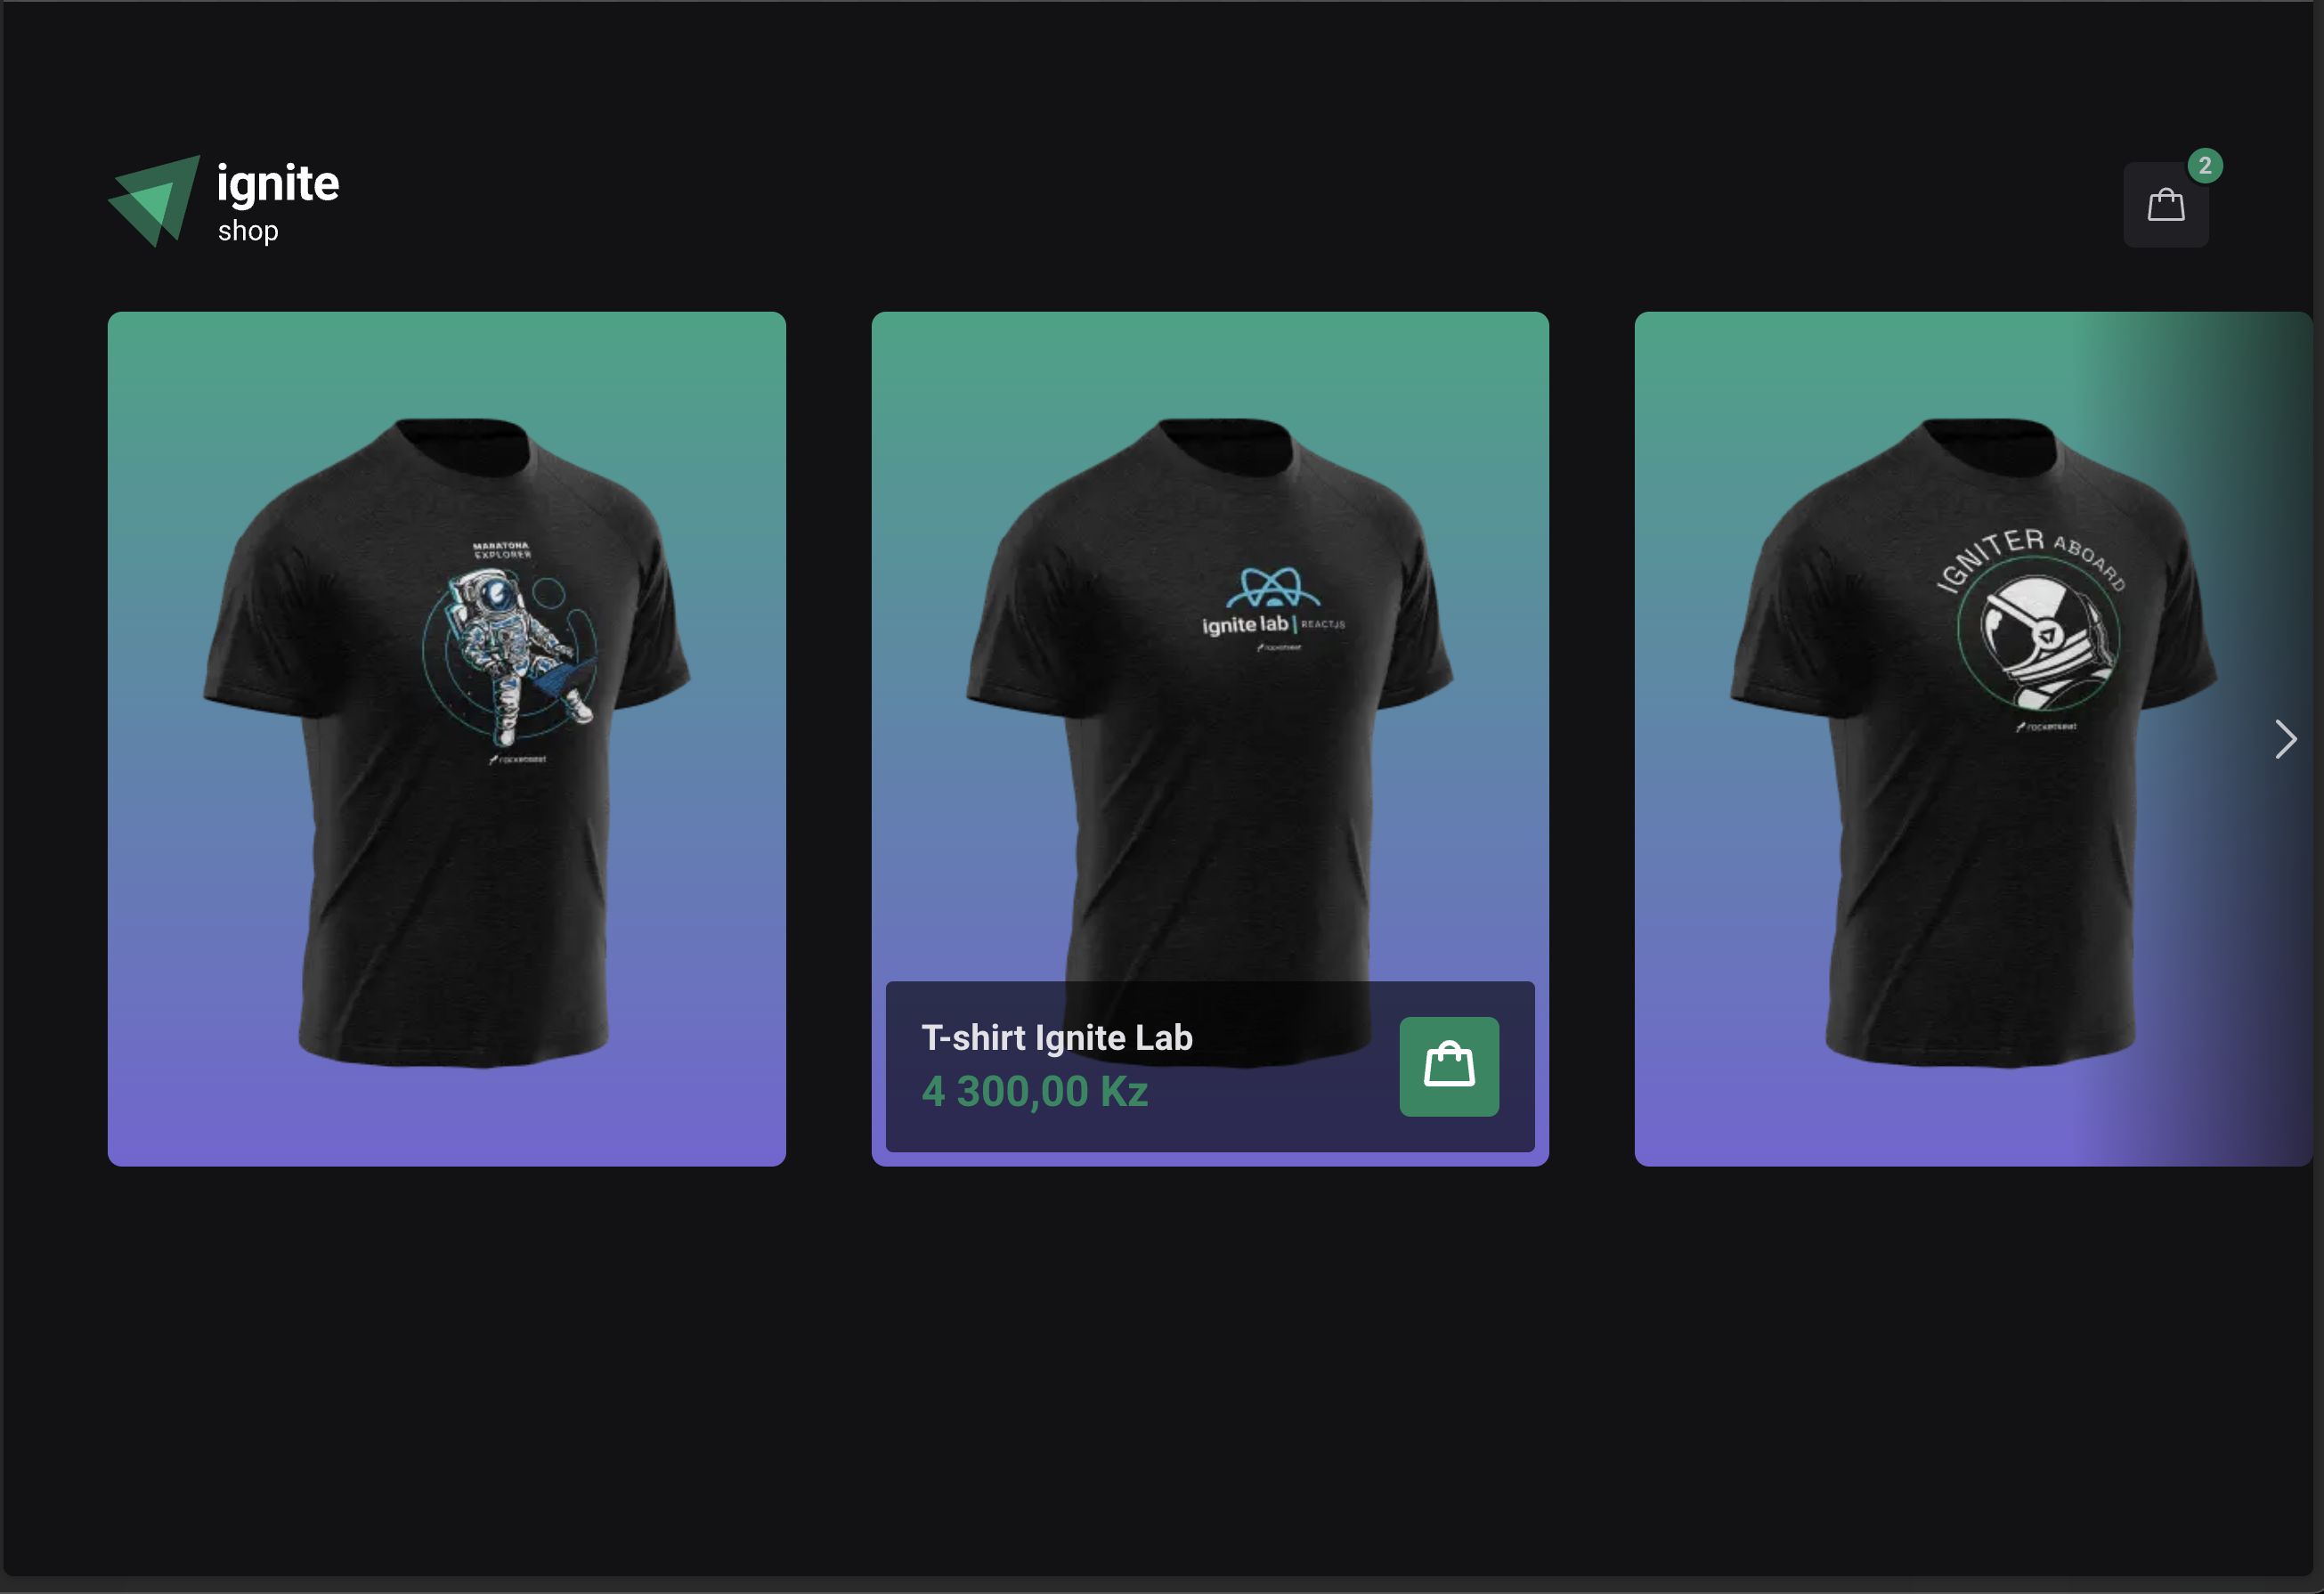 ignite
shop
2
MARATONA
EXPLORER
rocketseat
ignite lab | REACTJS
rocketseat
IGNITER ABOARD
rocketseat
T-shirt Ignite Lab
4 300,00 Kz